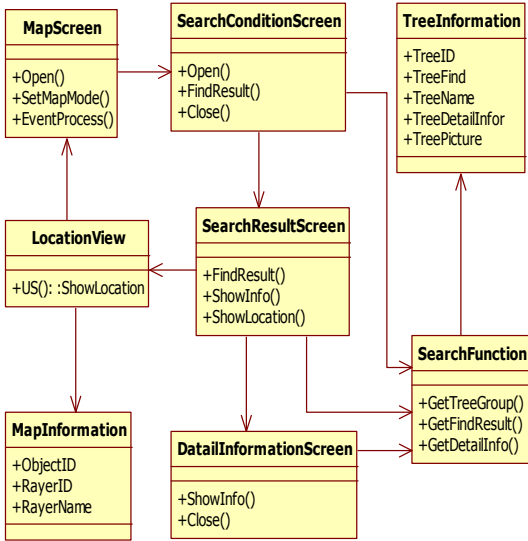 MapScreen
+Open()
+SetMapMode()
+EventProcess()
SearchConditionScreen
+Open()
+FindResult()
+Close()
TreeInformation
+TreeID
+TreeFind
+TreeName
+TreeDetailInfor
+TreePicture
LocationView
+US(): :ShowLocation
SearchResultScreen
+FindResult()
+ShowInfo()
+ShowLocation()
SearchFunction
+GetTreeGroup()
+GetFindResult()
+GetDetailInfo()
MapInformation
+ObjectID
+RayerID
+RayerName
DatailInformationScreen
+ShowInfo()
+Close()